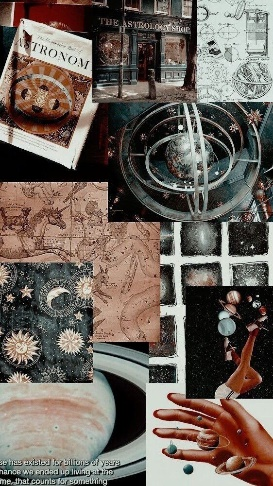 THE ASTROLOGY SHOP
TRONOM
se has existed for billions of years
hance we ended up living at the
me, that counts for something